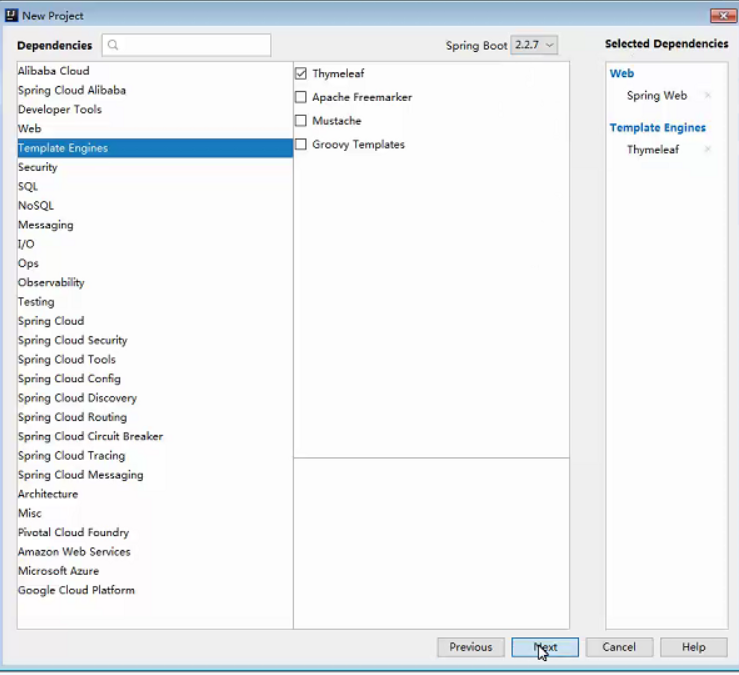 New Project
Dependencies
Spring Boot 2.2.7
Selected Dependencies
Alibaba Cloud
Spring Cloud Alibaba
Developer Tools
Web
Template Engines
Security
SQL
NoSQL
Messaging
I/O
Ops
Observability
Testing
Spring Cloud
Spring Cloud Security
Spring Cloud Tools
Spring Cloud Config
Spring Cloud Discovery
Spring Cloud Routing
Spring Cloud Circuit Breaker
Spring Cloud Tracing
Spring Cloud Messaging
Architecture
Misc
Pivotal Cloud Foundry
Amazon Web Services
Microsoft Azure
Google Cloud Platform
Thymeleaf
Apache Freemarker
Mustache
Groovy Templates
Web
Spring Web
Template Engines
Thymeleaf
Previous
Next
Cancel
Help